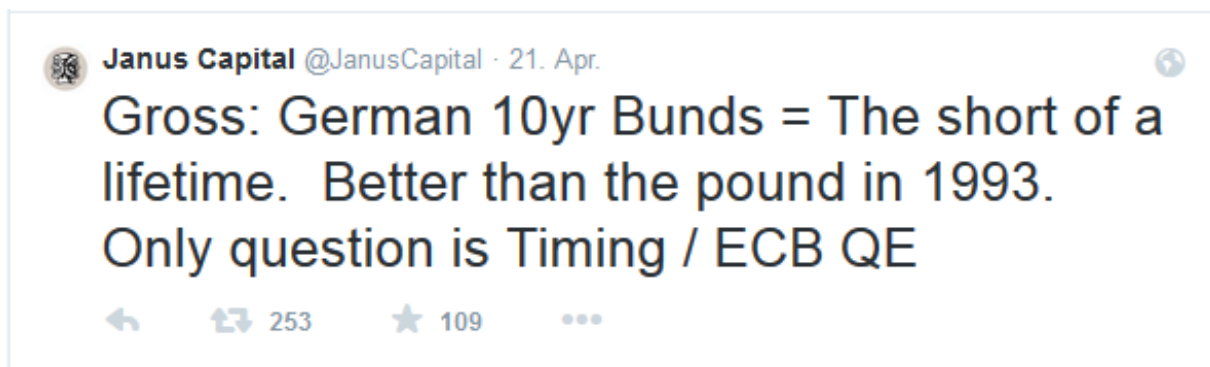 Janus Capital @JanusCapital · 21. Apr.
Gross: German 10yr Bunds = The short of a
lifetime.  Better than the pound in 1993.
Only question is Timing / ECB QE
253 109